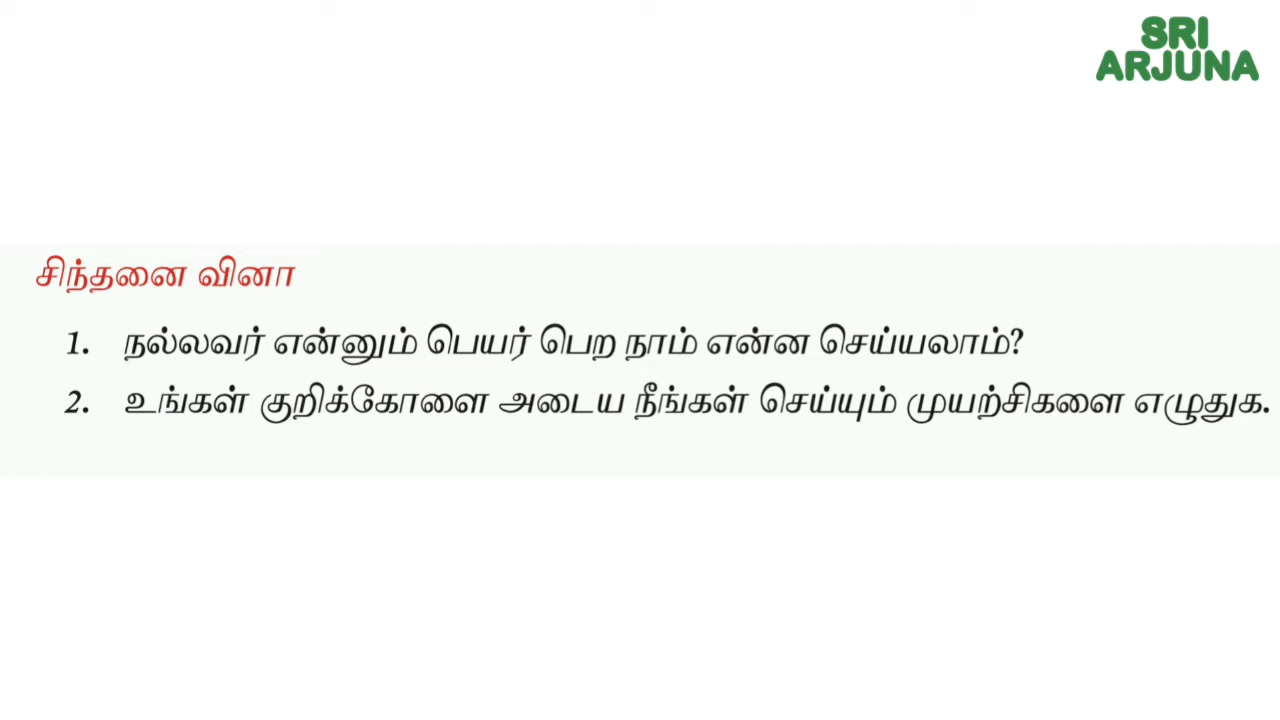 SRI
ARJUNA
சிந்தனை வினா
1. நல்லவர் என்னும் பெயர் பெற நாம் என்ன செய்யலாம்?
2. உங்கள் குறிக்கோளை அடைய நீங்கள் செய்யும் முயற்சிகளை எழுதுக.